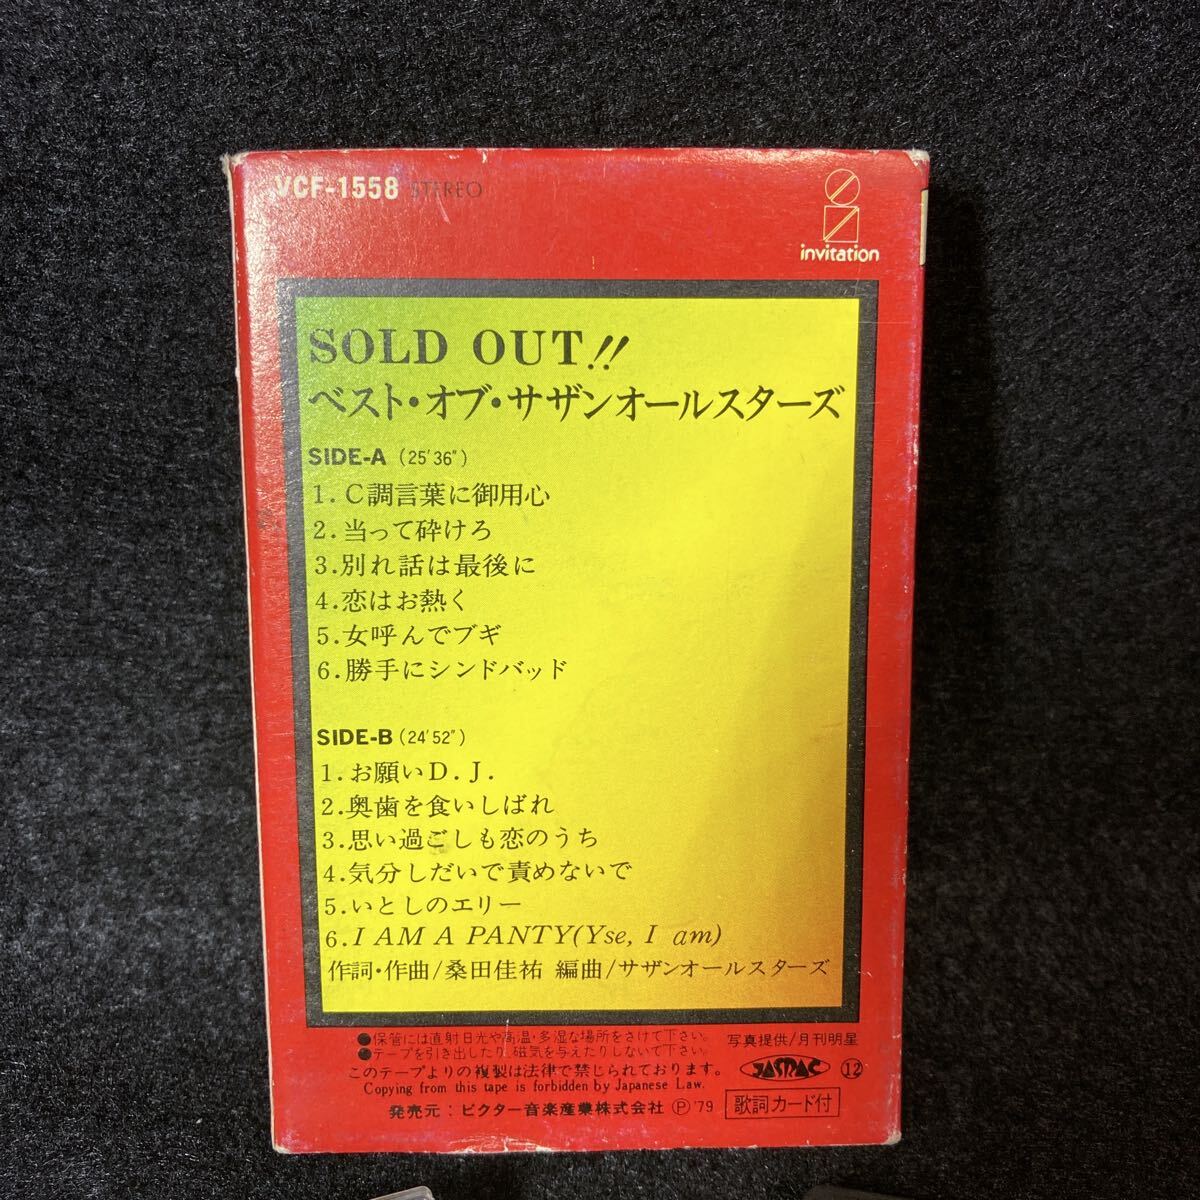 VCF-1558 STEREO
invitation
SOLD OUT!!
ベスト・オブ・サザンオールスターズ
SIDE-A (25'36")
1.C調言葉に御用心
2.当って砕けろ
3.別れ話は最後に
4.恋はお熱く
5.女呼んでブギ
6.勝手にシンドバッド
SIDE-B (24'52")
1.お願いD.J.
2.奥歯を食いしばれ
3.思い過ごしも恋のうち
4.気分しだいで責めないで
5.いとしのエリー
6.I AM A PANTY(Yse, I am)
作詞・作曲/桑田佳祐 編曲/サザンオールスターズ
●保管には直射日光や高温・多湿な場所をさけて下さい。
●テープを引き出したり、磁気を与えたりしないで下さい。
写真提供/月刊明星
このテープよりの複製は法律で禁じられております。
Copying from this tape is forbidden by Japanese Law.
JASRAC ⑫
発売元：ビクター音楽産業株式会社 Ⓟ'79
歌詞カード付